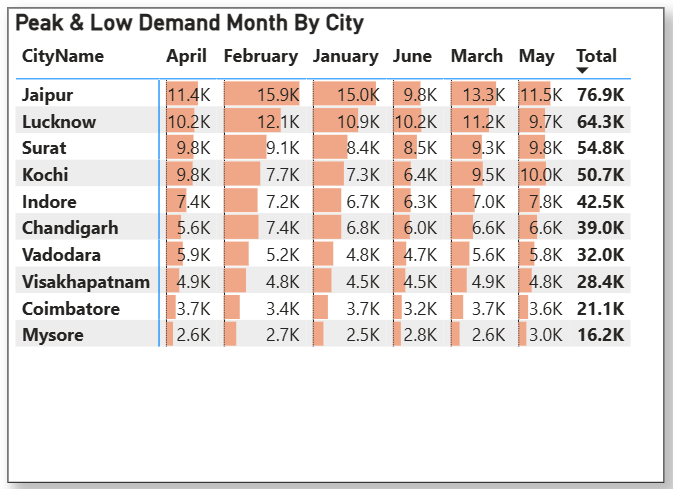 Peak & Low Demand Month By City
CityName April February January June March May Total
Jaipur 11.4K 15.9K 15.0K 9.8K 13.3K 11.5K 76.9K
Lucknow 10.2K 12.1K 10.9K 10.2K 11.2K 9.7K 64.3K
Surat 9.8K 9.1K 8.4K 8.5K 9.3K 9.8K 54.8K
Kochi 9.8K 7.7K 7.3K 6.4K 9.5K 10.0K 50.7K
Indore 7.4K 7.2K 6.7K 6.3K 7.0K 7.8K 42.5K
Chandigarh 5.6K 7.4K 6.8K 6.0K 6.6K 6.6K 39.0K
Vadodara 5.9K 5.2K 4.8K 4.7K 5.6K 5.8K 32.0K
Visakhapatnam 4.9K 4.8K 4.5K 4.5K 4.9K 4.8K 28.4K
Coimbatore 3.7K 3.4K 3.7K 3.2K 3.7K 3.6K 21.1K
Mysore 2.6K 2.7K 2.5K 2.8K 2.6K 3.0K 16.2K